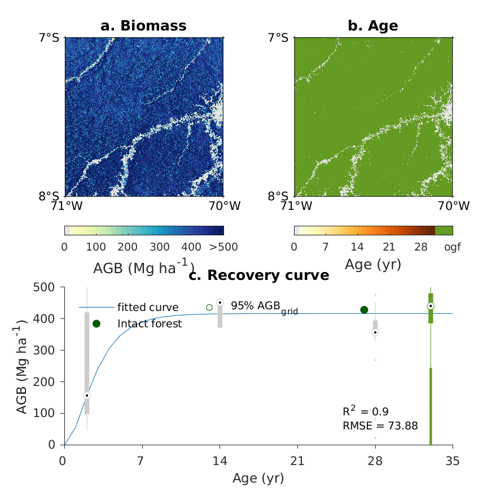 a. Biomass
b. Age
7°S
8°S
71°W
70°W
7°S
8°S
71°W
70°W
0 100 200 300 400 >500
AGB (Mg ha⁻¹)
0 7 14 21 28 ogf
Age (yr)
c. Recovery curve
500
400
300
200
100
0
AGB (Mg ha⁻¹)
fitted curve
95% AGB_grid
Intact forest
R² = 0.9
RMSE = 73.88
0 7 14 21 28 35
Age (yr)